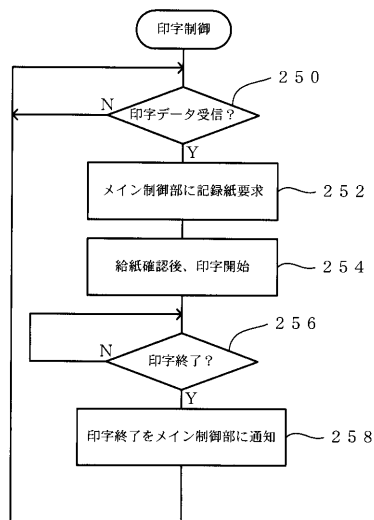 印字制御
250
N
印字データ受信?
Y
メイン制御部に記録紙要求
252
給紙確認後、印字開始
254
256
N
印字終了?
Y
印字終了をメイン制御部に通知
258